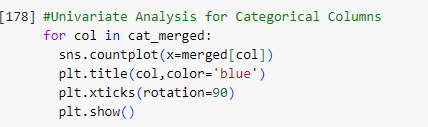 [178] #Univariate Analysis for Categorical Columns
for col in cat_merged:
  sns.countplot(x=merged[col])
  plt.title(col,color='blue')
  plt.xticks(rotation=90)
  plt.show()